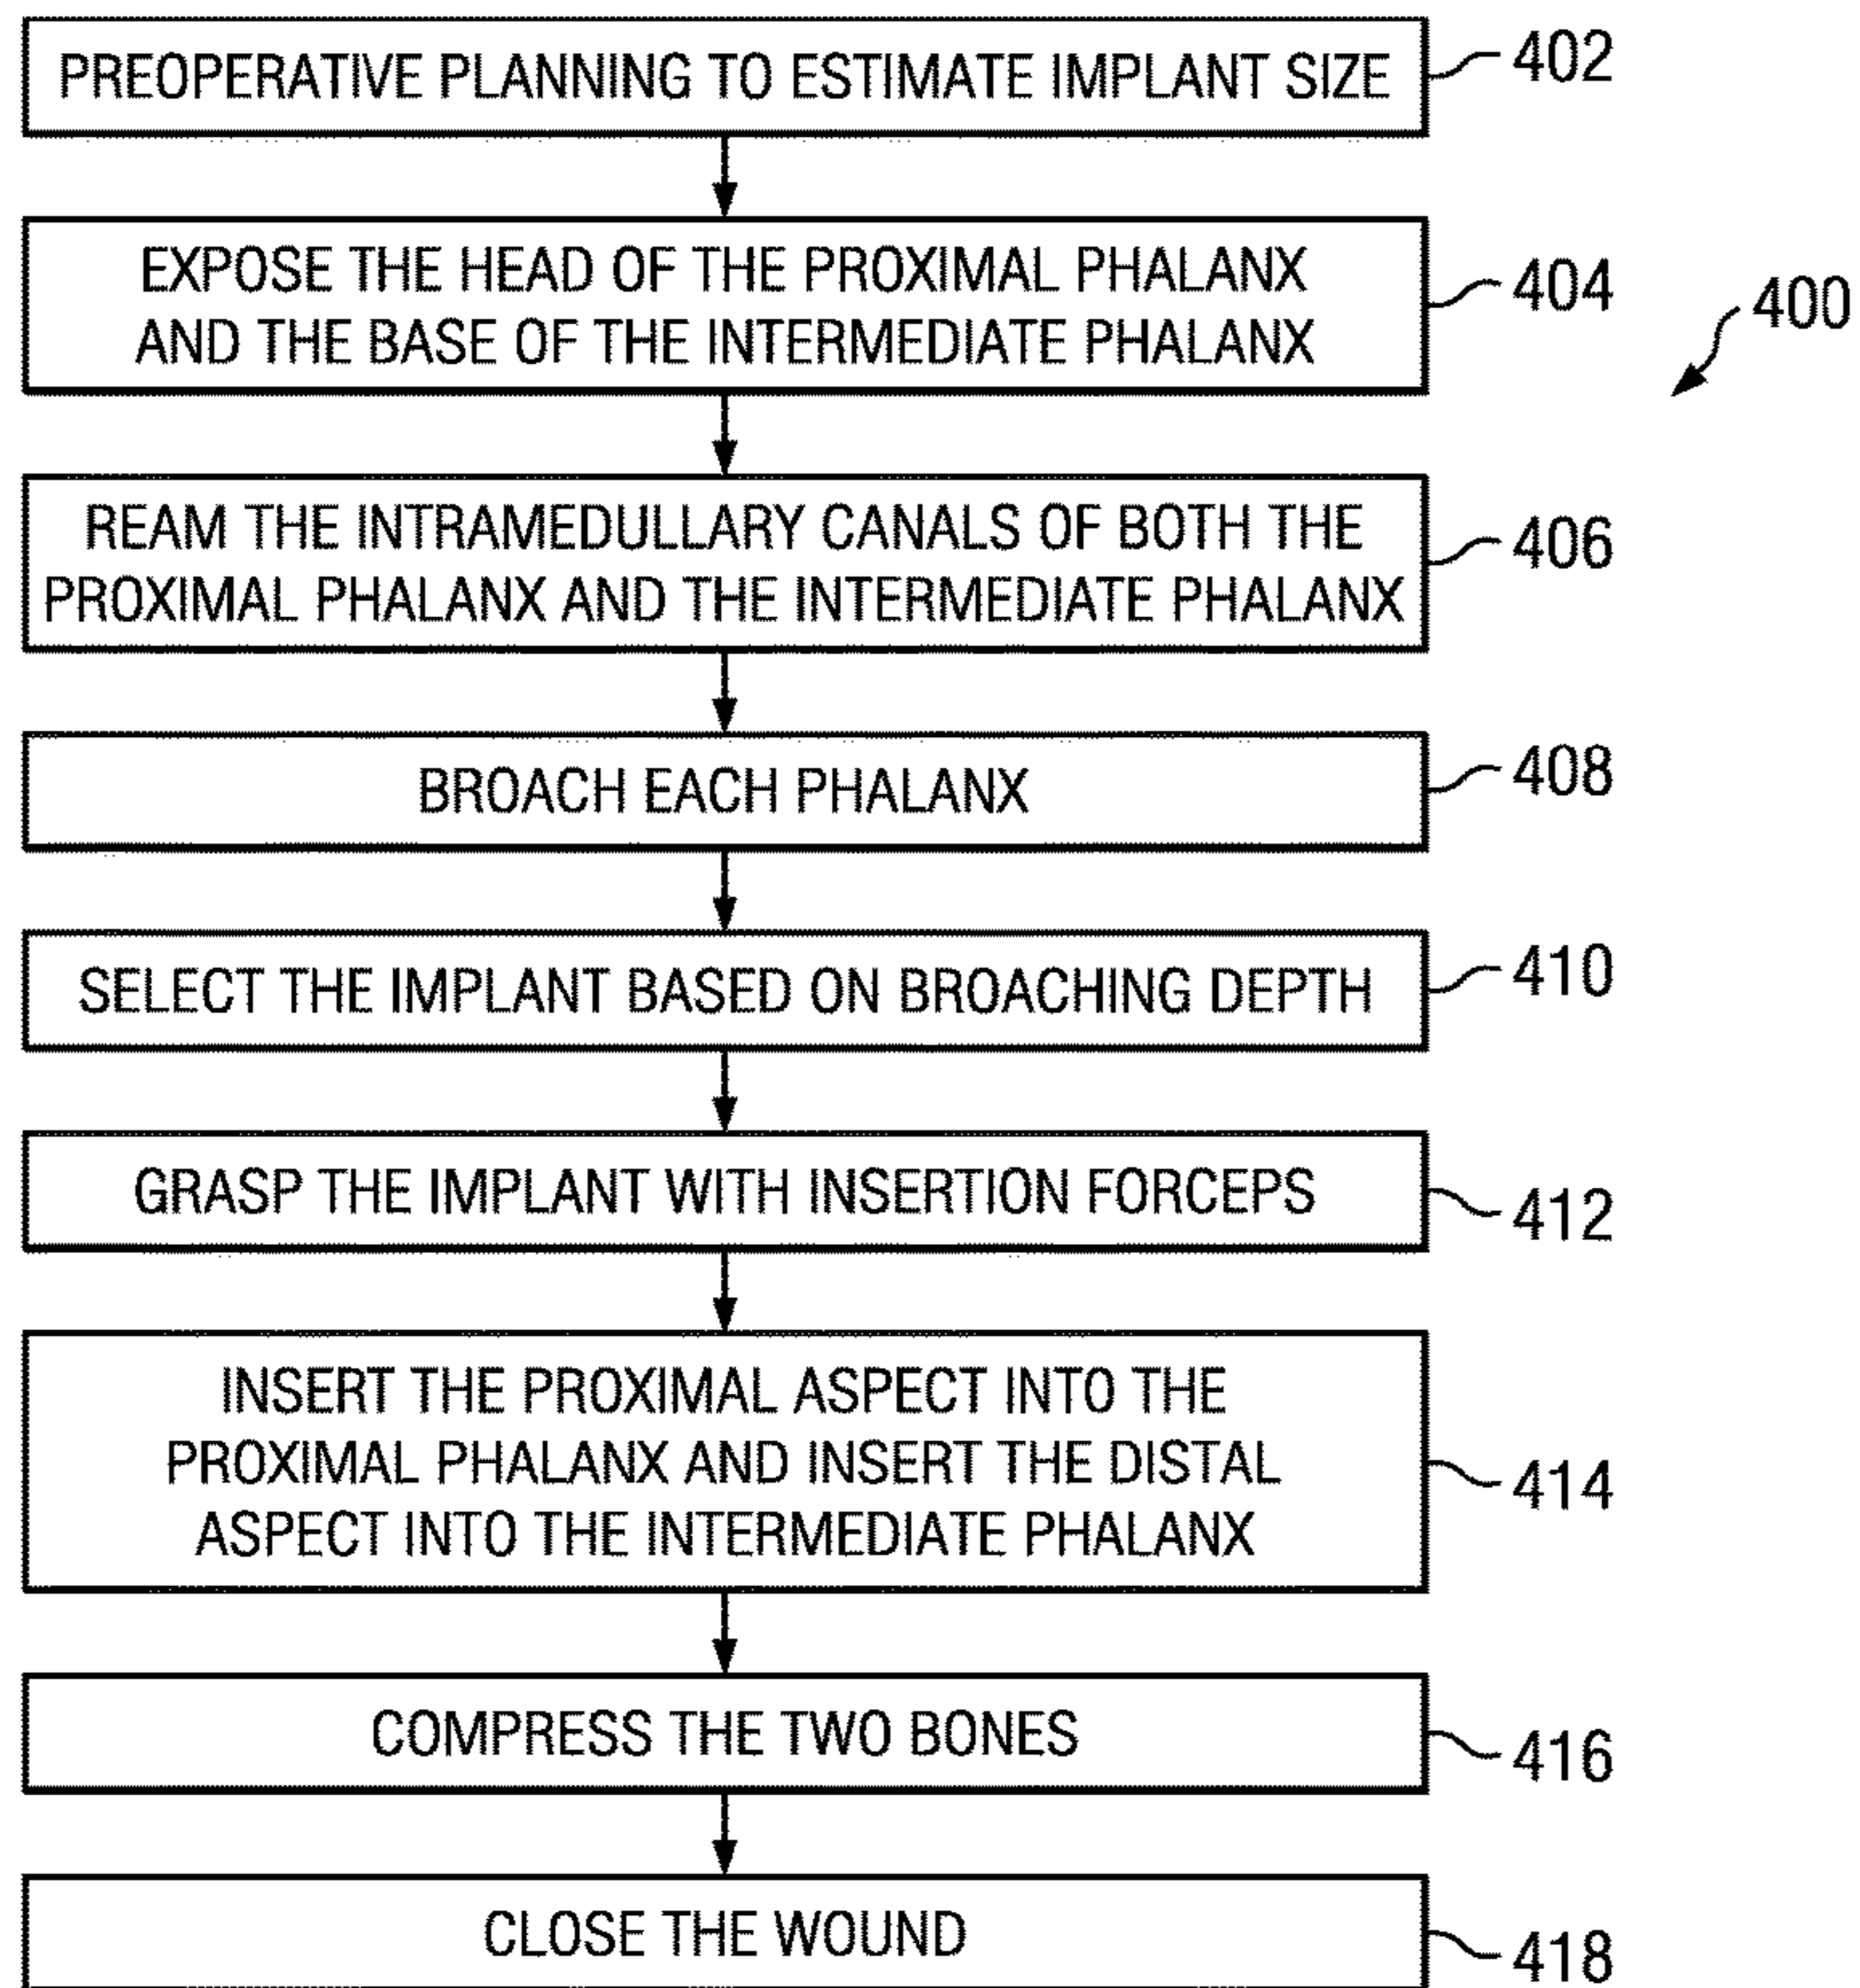 PREOPERATIVE PLANNING TO ESTIMATE IMPLANT SIZE
402
EXPOSE THE HEAD OF THE PROXIMAL PHALANX
AND THE BASE OF THE INTERMEDIATE PHALANX
404
400
REAM THE INTRAMEDULLARY CANALS OF BOTH THE
PROXIMAL PHALANX AND THE INTERMEDIATE PHALANX
406
BROACH EACH PHALANX
408
SELECT THE IMPLANT BASED ON BROACHING DEPTH
410
GRASP THE IMPLANT WITH INSERTION FORCEPS
412
INSERT THE PROXIMAL ASPECT INTO THE
PROXIMAL PHALANX AND INSERT THE DISTAL
ASPECT INTO THE INTERMEDIATE PHALANX
414
COMPRESS THE TWO BONES
416
CLOSE THE WOUND
418